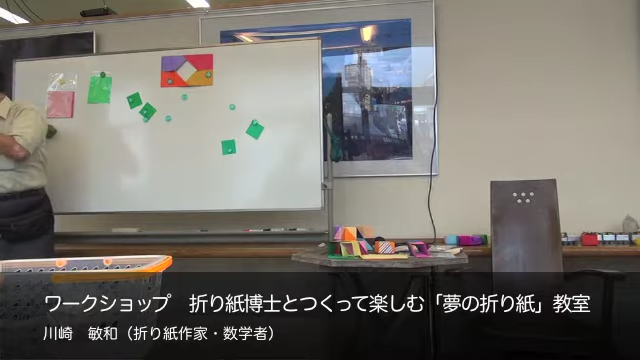 ワークショップ　折り紙博士とつくって楽しむ「夢の折り紙」教室
川崎　敏和（折り紙作家・数学者）